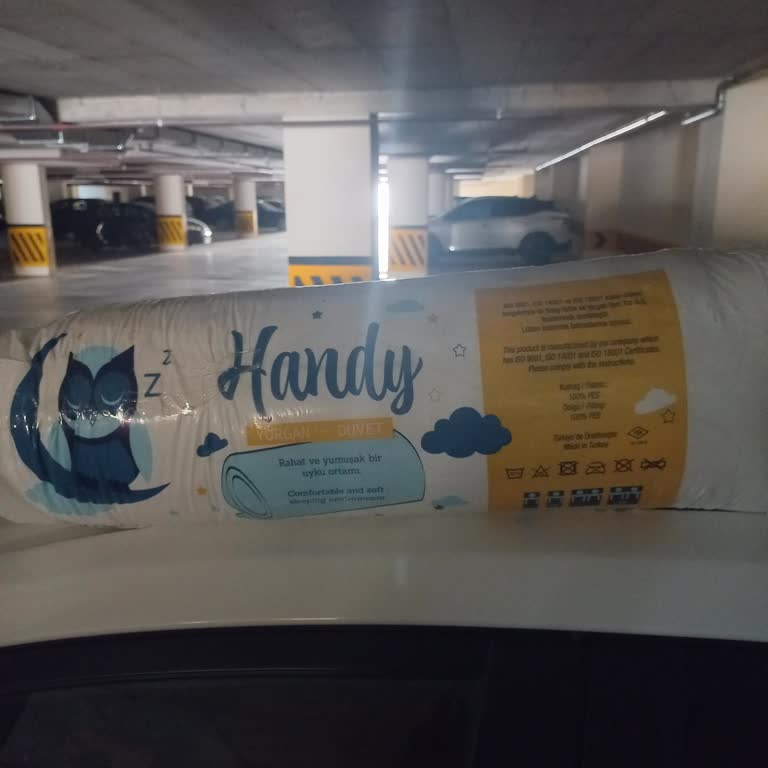 Z
Z
Handy
YORGAN - DUVET
Rahat ve yumuşak bir
uyku ortamı.
Comfortable and soft
sleeping environment.
This product is manufactured by our company which
has ISO 9001, ISO 14001 and ISO 18001 Certificates.
Please comply with the instructions.
Kumaş / Fabric:
100% PES
Dolgu / Filling:
100% PES
Türkiye'de Üretilmiştir
Made in Turkey